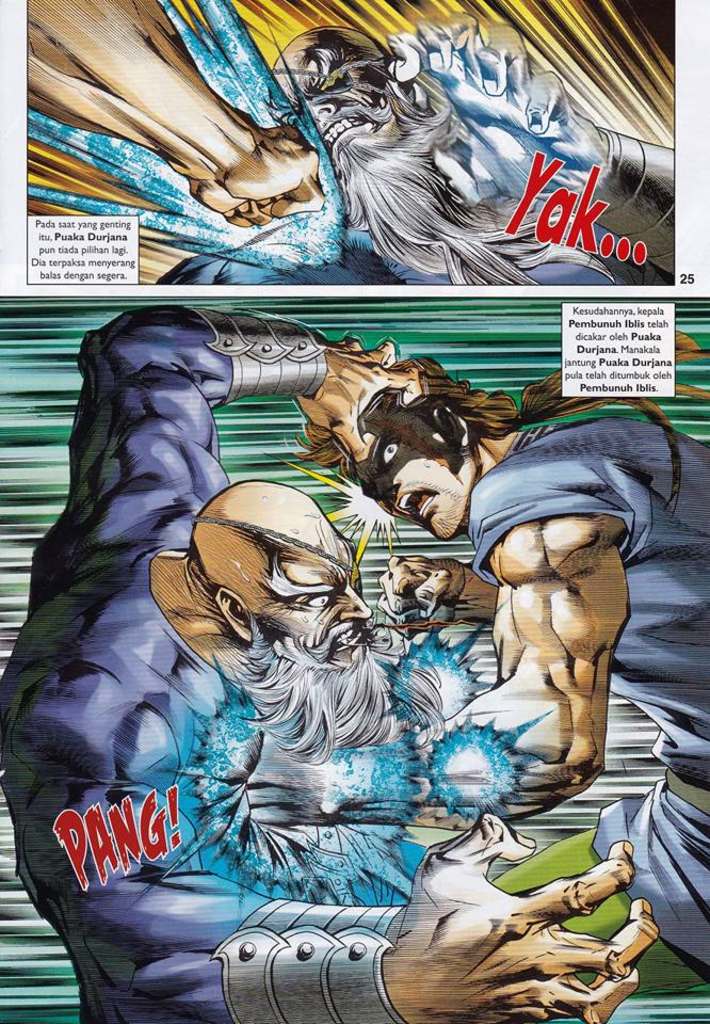 Yak...
Pada saat yang genting
itu, Puaka Durjana
pun tiada pilihan lagi.
Dia terpaksa menyerang
balas dengan segera.
25
Kesudahannya, kepala
Pembunuh Iblis telah
dicakar oleh Puaka
Durjana. Manakala
jantung Puaka Durjana
pula telah ditumbuk oleh
Pembunuh Iblis.
PANG!